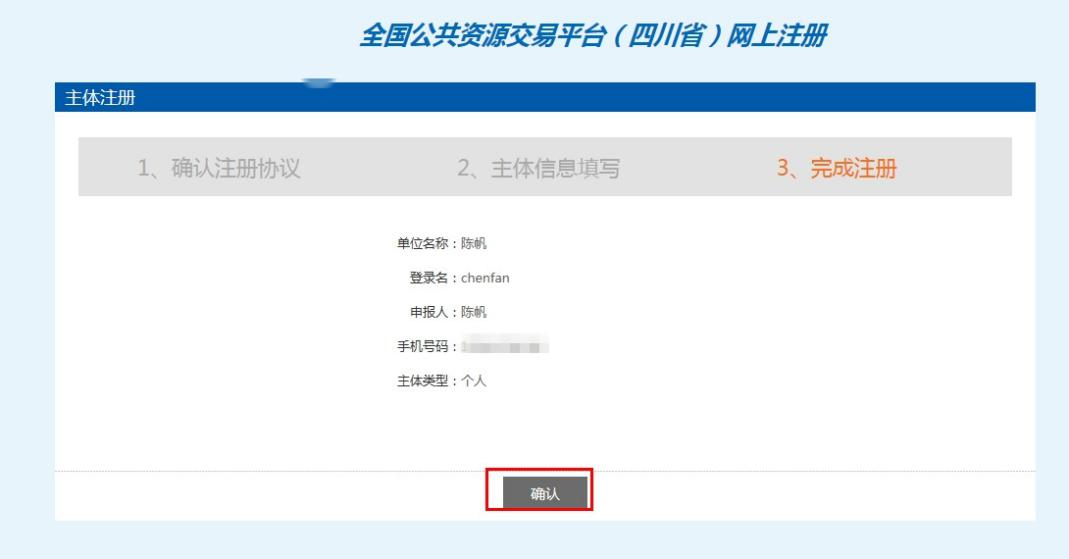 全国公共资源交易平台（四川省）网上注册
主体注册
1、确认注册协议 2、主体信息填写 3、完成注册
单位名称：陈帆
登录名：chenfan
申报人：陈帆
手机号码：
主体类型：个人
确认